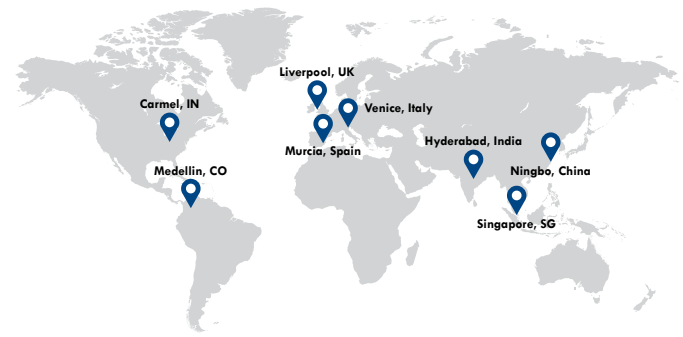 Liverpool, UK
Carmel, IN
Venice, Italy
Hyderabad, India
Murcia, Spain
Medellin, CO
Ningbo, China
Singapore, SG